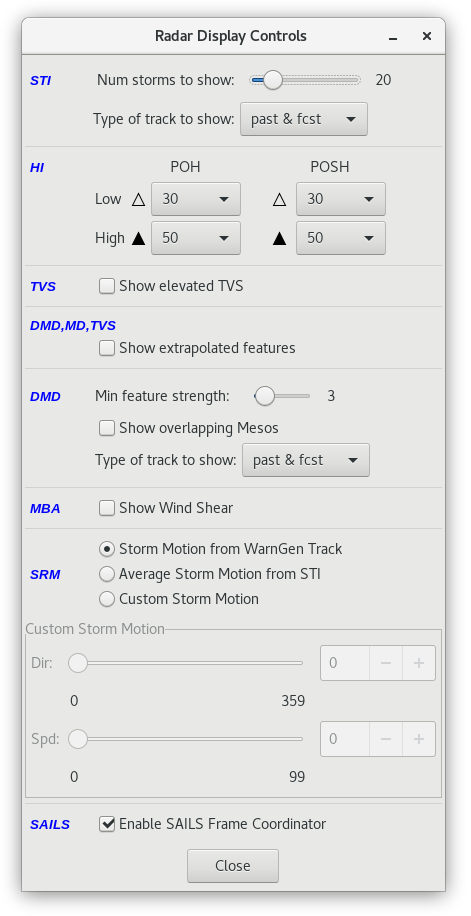 Radar Display Controls
STI Num storms to show: 20
Type of track to show: past & fcst
HI POH POSH
Low 30 30
High 50 50
TVS Show elevated TVS
DMD,MD,TVS
Show extrapolated features
DMD Min feature strength: 3
Show overlapping Mesos
Type of track to show: past & fcst
MBA Show Wind Shear
Storm Motion from WarnGen Track
SRM Average Storm Motion from STI
Custom Storm Motion
Custom Storm Motion
Dir: 0
0 359
Spd: 0
0 99
SAILS Enable SAILS Frame Coordinator
Close